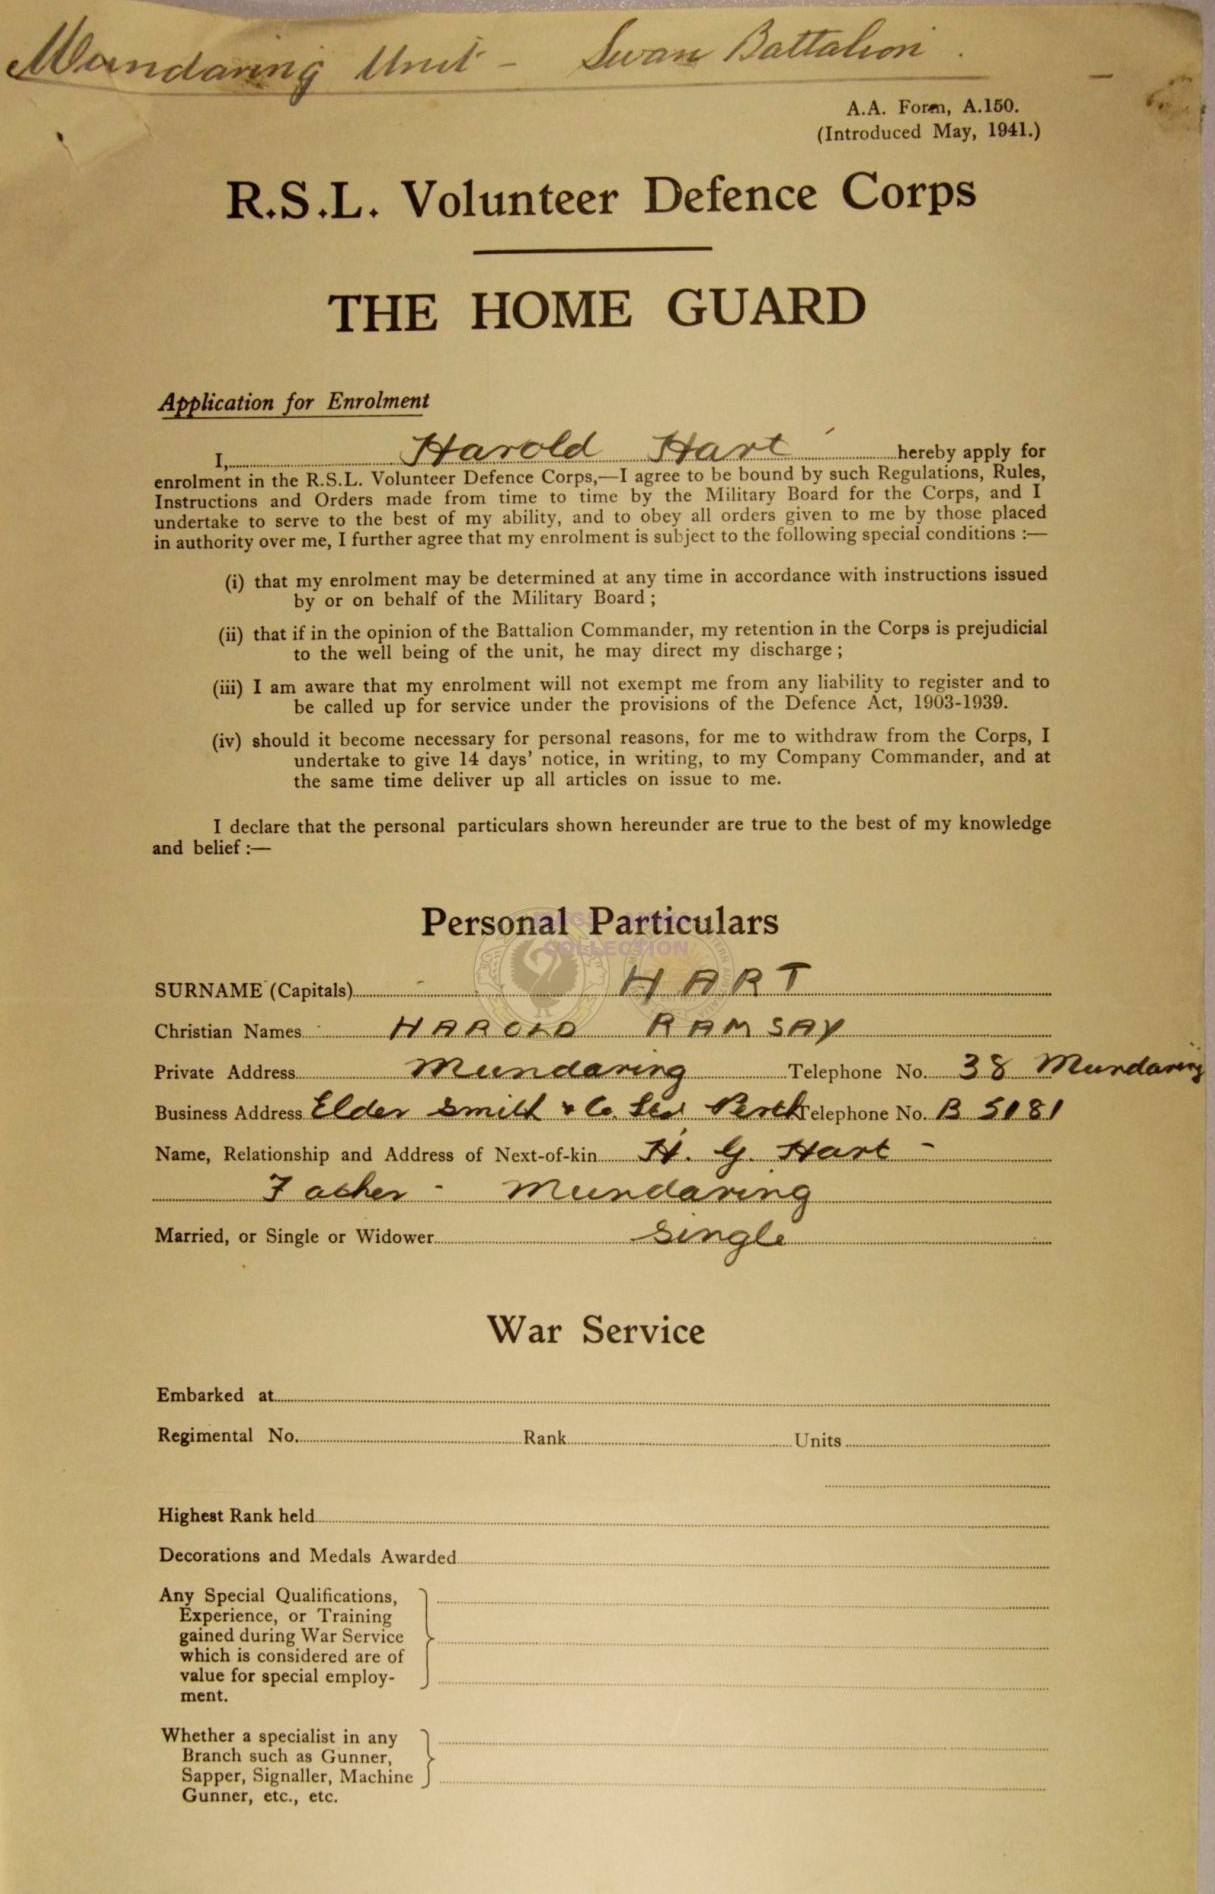 Mundaring Unit - Swan Battalion.
A.A. Form, A.150.
(Introduced May, 1941.)
R.S.L. Volunteer Defence Corps
THE HOME GUARD
Application for Enrolment
I, Harold Hart hereby apply for
enrolment in the R.S.L. Volunteer Defence Corps,—I agree to be bound by such Regulations, Rules,
Instructions and Orders made from time to time by the Military Board for the Corps, and I
undertake to serve to the best of my ability, and to obey all orders given to me by those placed
in authority over me, I further agree that my enrolment is subject to the following special conditions :—
(i) that my enrolment may be determined at any time in accordance with instructions issued
by or on behalf of the Military Board ;
(ii) that if in the opinion of the Battalion Commander, my retention in the Corps is prejudicial
to the well being of the unit, he may direct my discharge ;
(iii) I am aware that my enrolment will not exempt me from any liability to register and to
be called up for service under the provisions of the Defence Act, 1903-1939.
(iv) should it become necessary for personal reasons, for me to withdraw from the Corps, I
undertake to give 14 days' notice, in writing, to my Company Commander, and at
the same time deliver up all articles on issue to me.
I declare that the personal particulars shown hereunder are true to the best of my knowledge
and belief :—
Personal Particulars
COLLECTION
SURNAME (Capitals) HART
Christian Names HAROLD RAMSAY
Private Address Mundaring Telephone No. 38 Mundaring
Business Address Elder Smith & Co. Ltd Perth Telephone No. B 5181
Name, Relationship and Address of Next-of-kin H. G. Hart -
Father - Mundaring
Married, or Single or Widower single
War Service
Embarked at
Regimental No. Rank Units
Highest Rank held
Decorations and Medals Awarded
Any Special Qualifications,
Experience, or Training
gained during War Service
which is considered are of
value for special employ-
ment.
Whether a specialist in any
Branch such as Gunner,
Sapper, Signaller, Machine
Gunner, etc., etc.